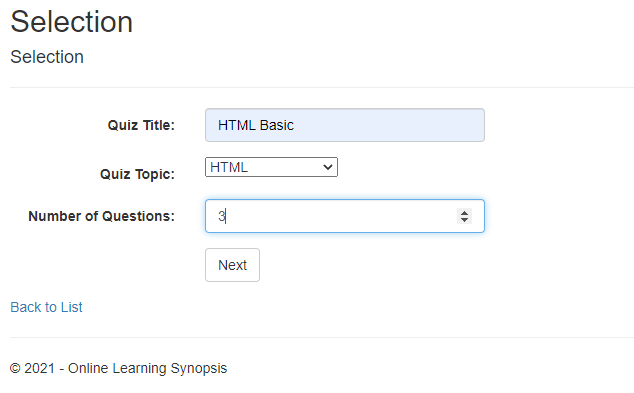 Selection
Selection
Quiz Title: HTML Basic
Quiz Topic: HTML
Number of Questions: 3
Next
Back to List
© 2021 - Online Learning Synopsis